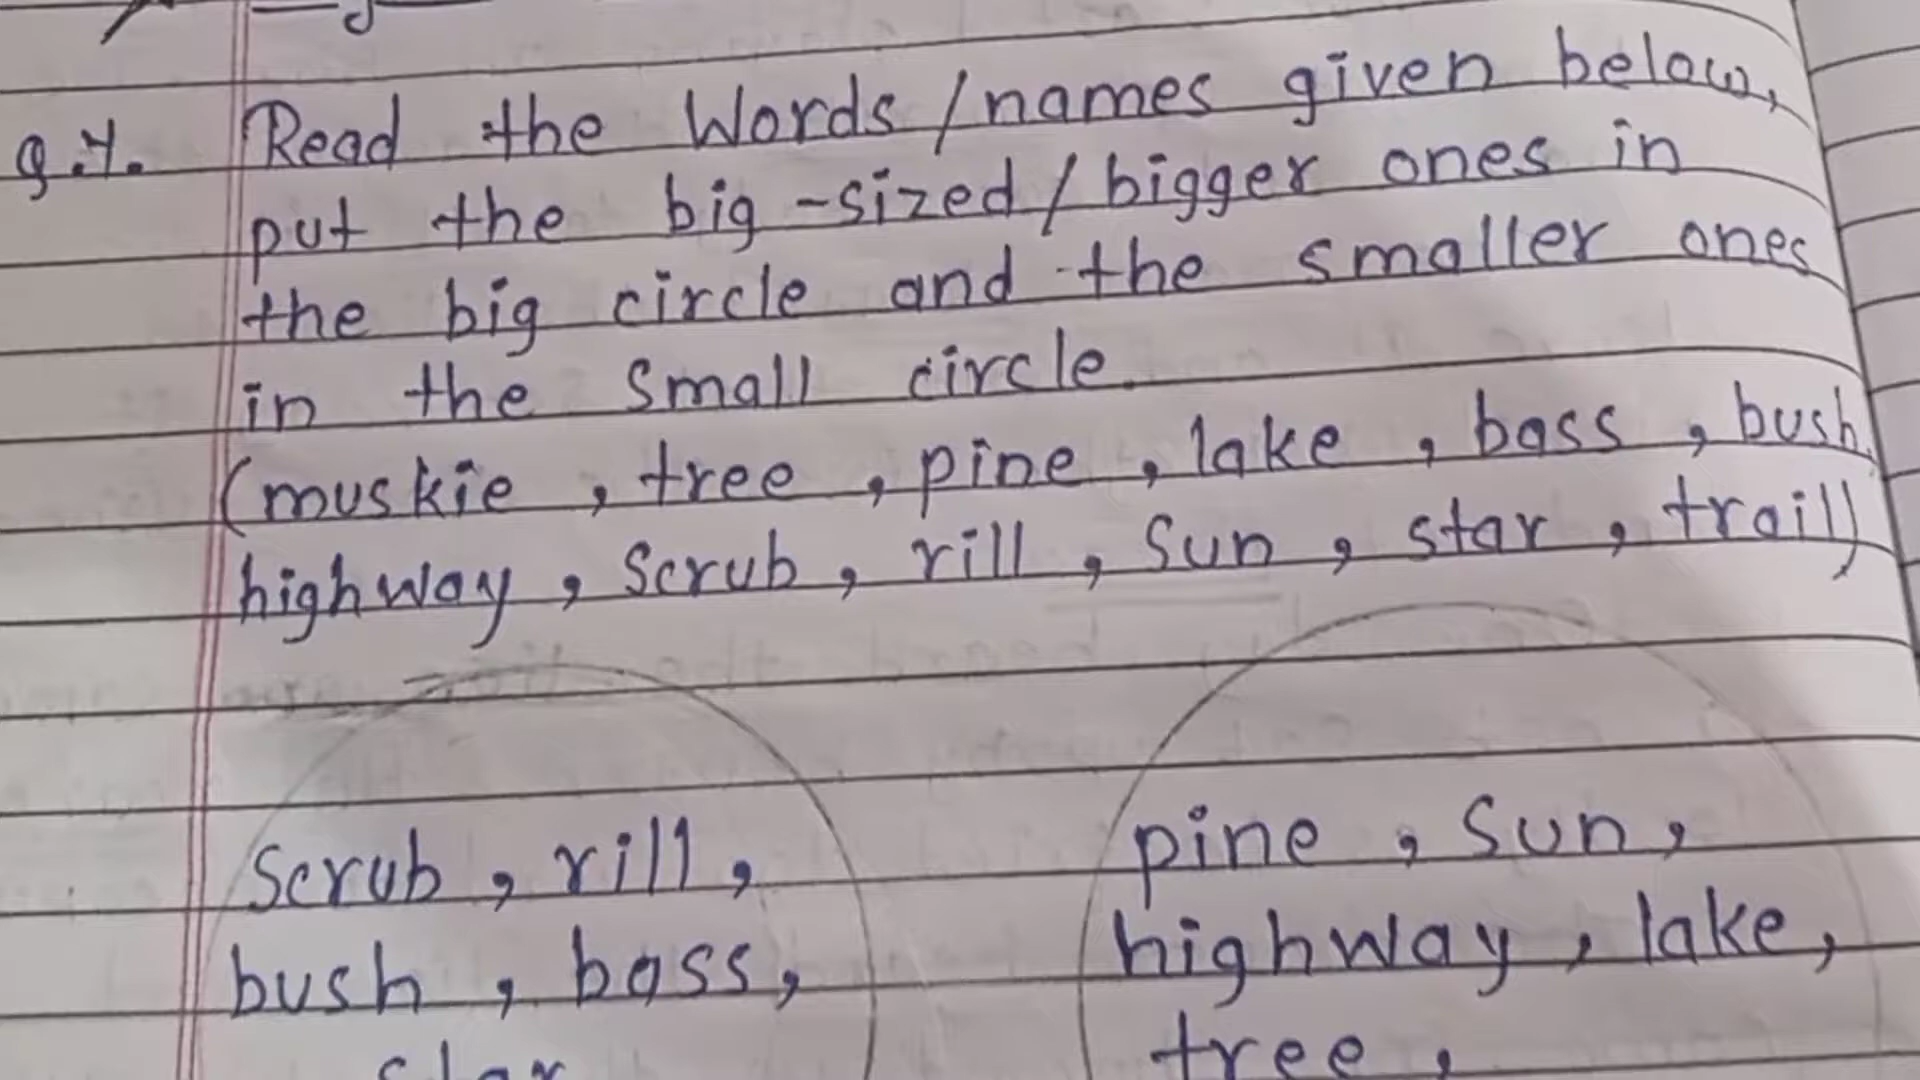 Q.7. Read the Words/names given below,
put the big-sized/bigger ones in
the big circle and the smaller ones
in the small circle.
(muskie, tree, pine, lake, bass, bush,
highway, scrub, rill, Sun, star, trail)
Scrub, rill,
bush, bass,
star
pine, Sun,
highway, lake,
tree,